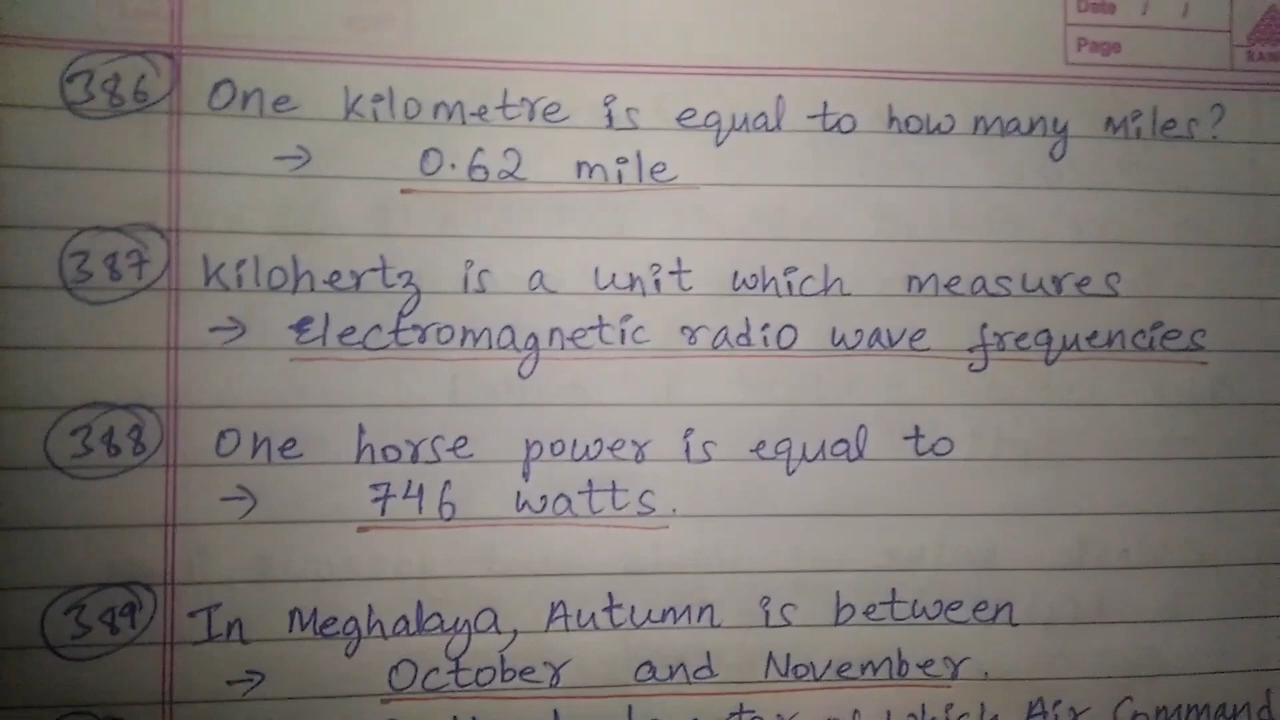 Date / /
Page
386 One kilometre is equal to how many miles?
→ 0.62 mile
387 Kilohertz is a unit which measures
→ Electromagnetic radio wave frequencies
388 One horse power is equal to
→ 746 watts.
389 In Meghalaya, Autumn is between
→ October and November.
of which Air Command